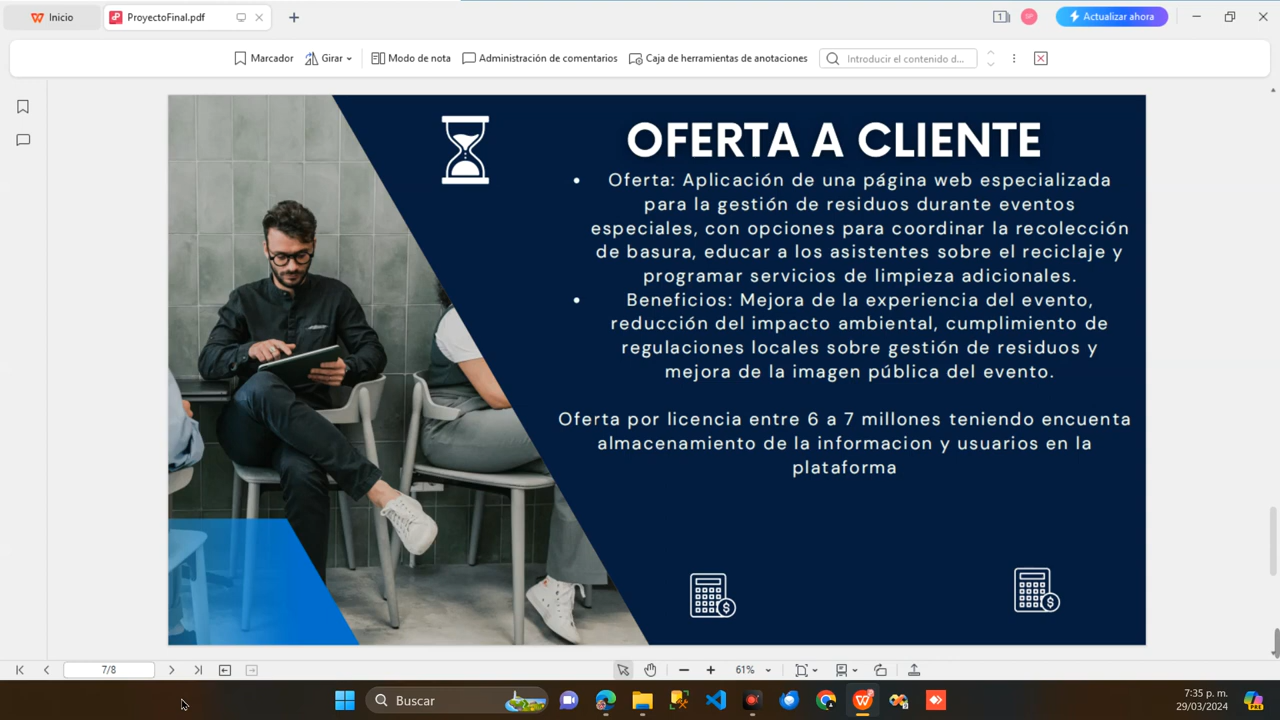 Inicio
ProyectoFinal.pdf
1
SP
Actualizar ahora
Marcador
Girar
Modo de nota
Administración de comentarios
Caja de herramientas de anotaciones
Introducir el contenido d...
OFERTA A CLIENTE
• Oferta: Aplicación de una página web especializada
para la gestión de residuos durante eventos
especiales, con opciones para coordinar la recolección
de basura, educar a los asistentes sobre el reciclaje y
programar servicios de limpieza adicionales.
• Beneficios: Mejora de la experiencia del evento,
reducción del impacto ambiental, cumplimiento de
regulaciones locales sobre gestión de residuos y
mejora de la imagen pública del evento.
Oferta por licencia entre 6 a 7 millones teniendo encuenta
almacenamiento de la informacion y usuarios en la
plataforma
7/8
61%
Buscar
7:35 p. m.
29/03/2024